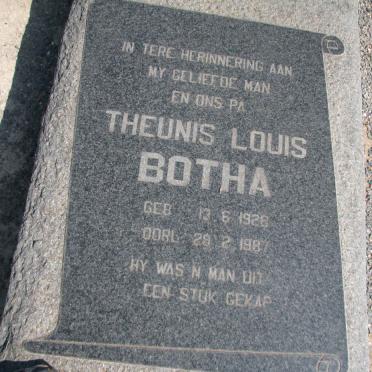 IN TERE HERINNERING AAN
MY GELIEFDE MAN
EN ONS PA
THEUNIS LOUIS
BOTHA
GEB 13.6.1926
OORL 29.2.1987
HY WAS N MAN UIT
EEN STUK GEKAP